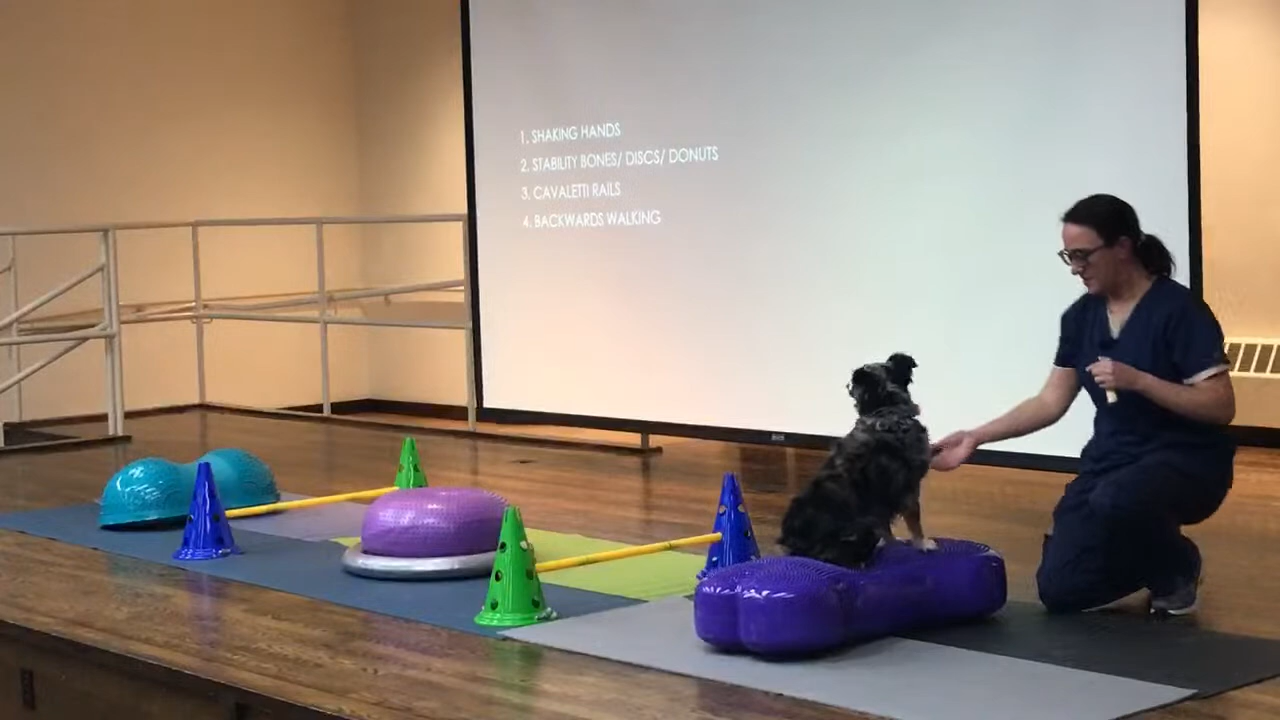 1. SHAKING HANDS
2. STABILITY BONES/ DISCS/ DONUTS
3. CAVALETTI RAILS
4. BACKWARDS WALKING